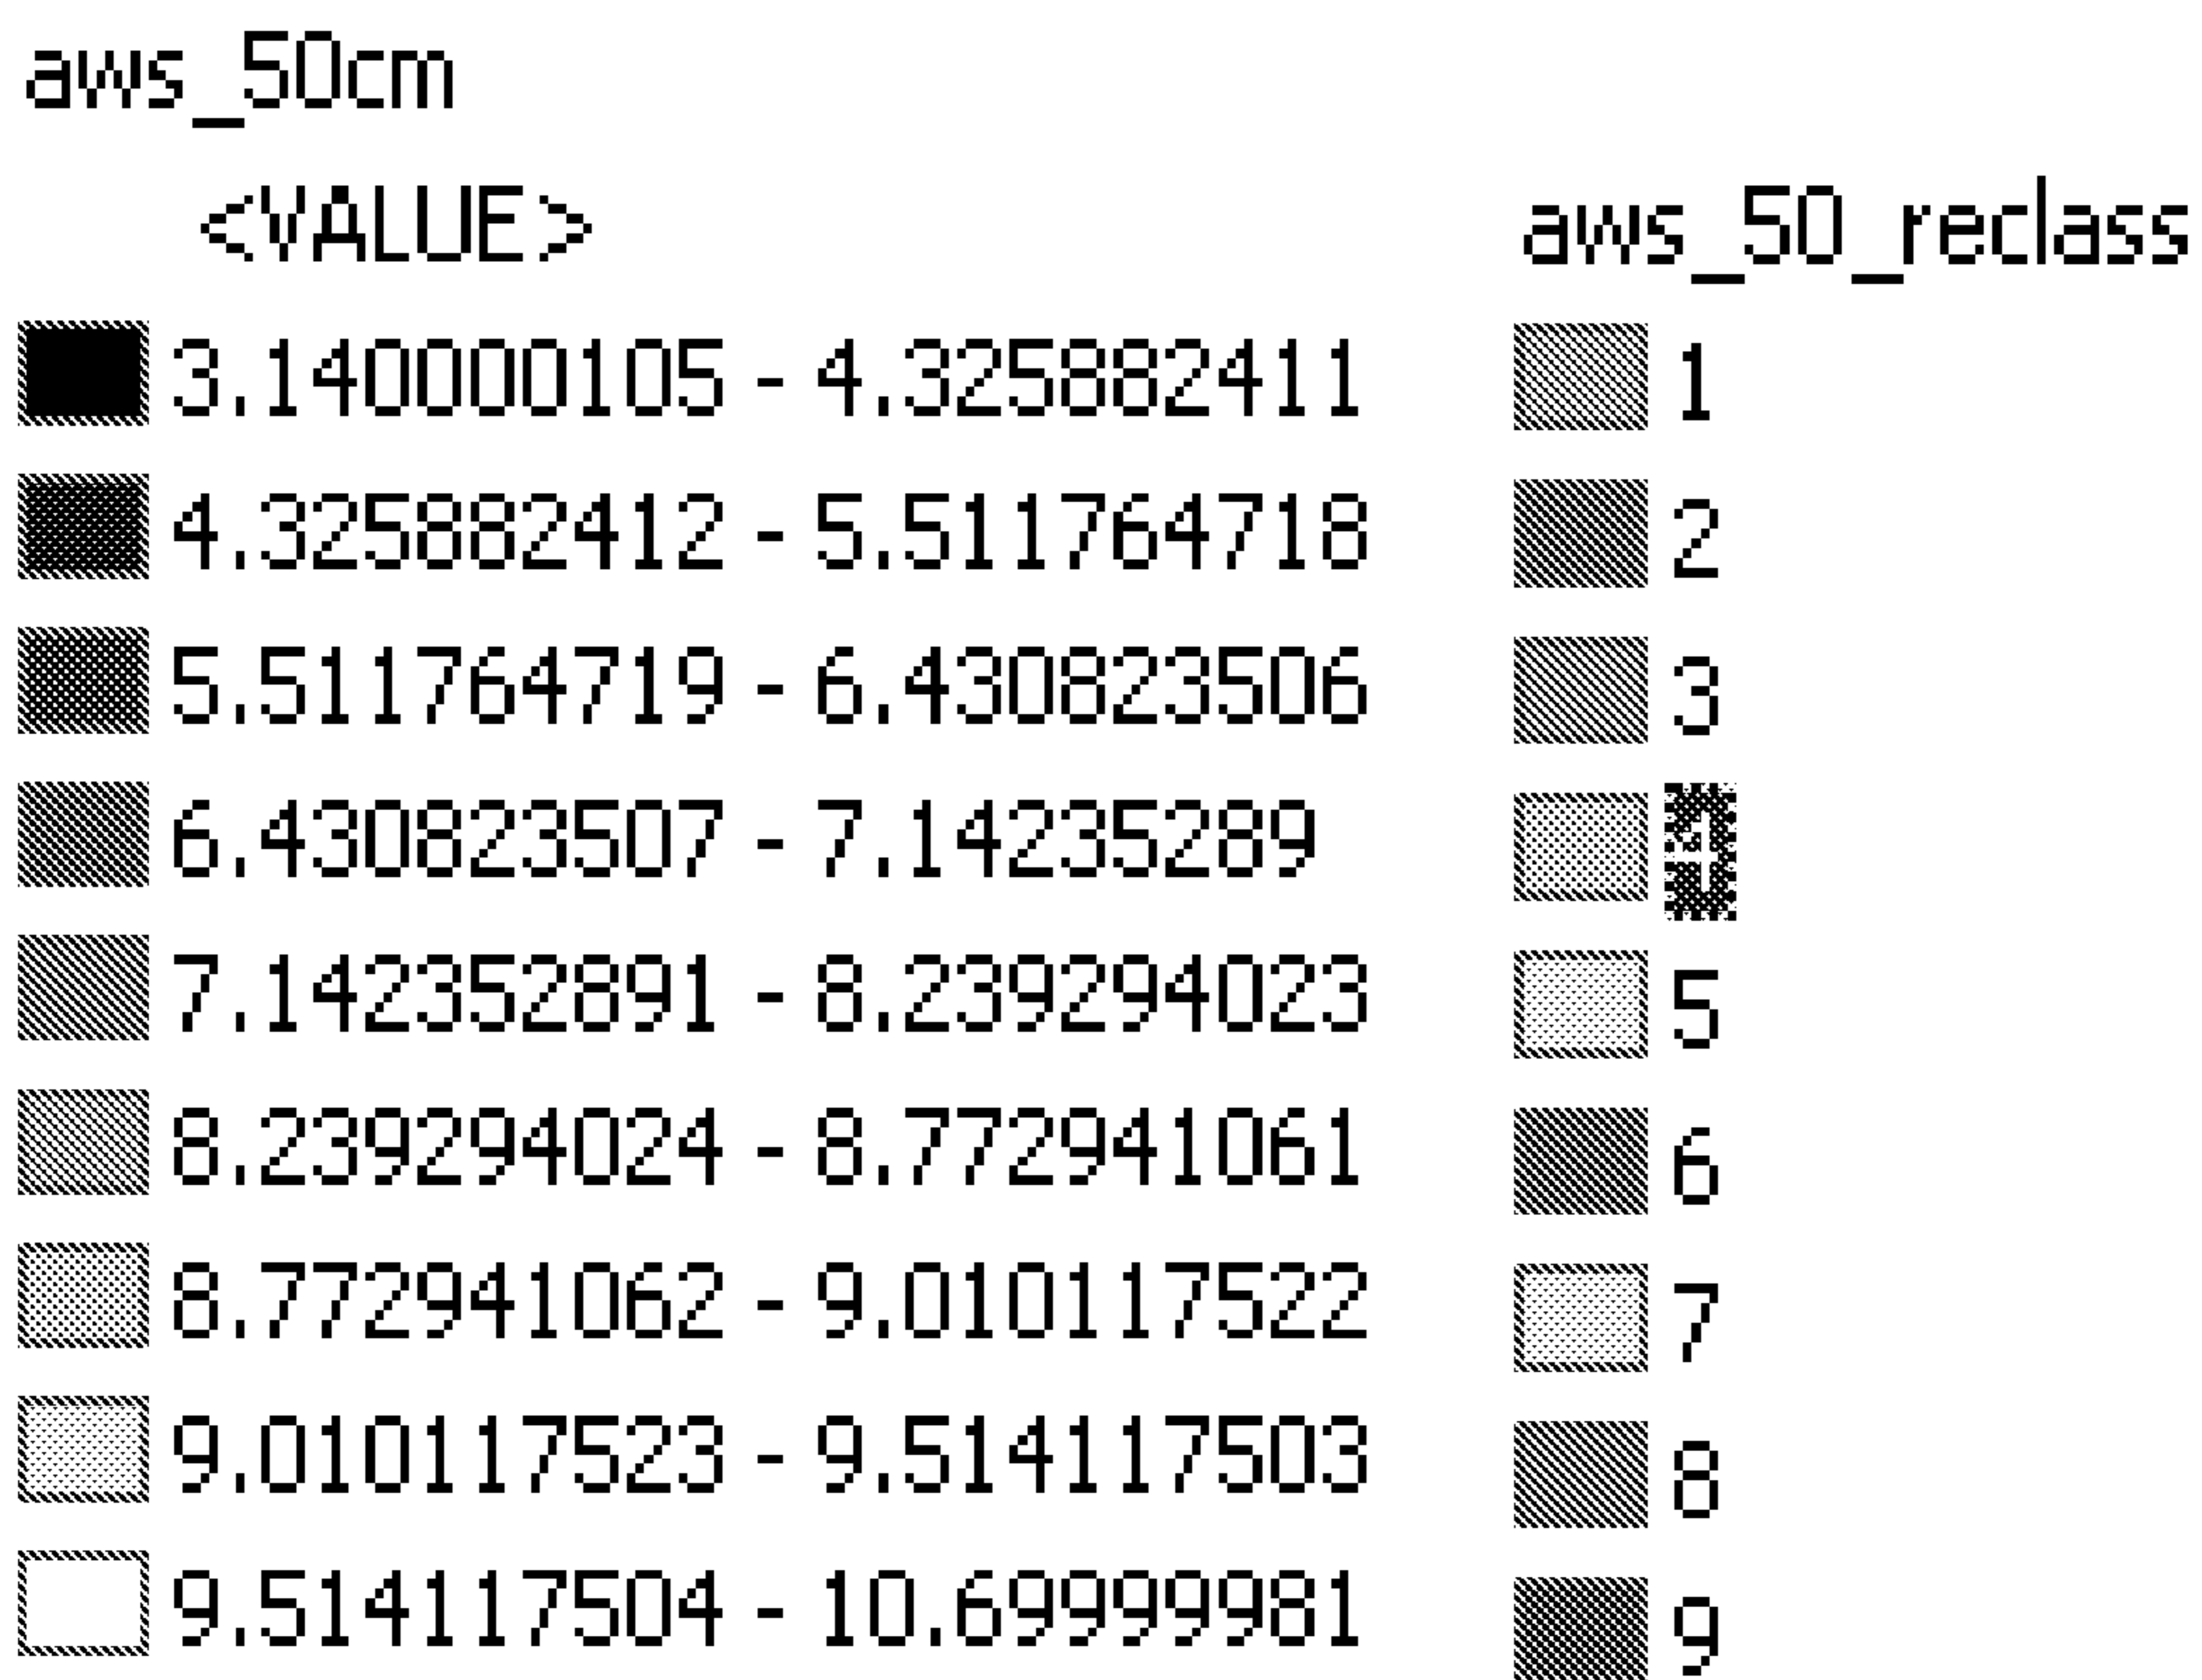 aws_50cm
<VALUE>
3.140000105 - 4.325882411
4.325882412 - 5.511764718
5.511764719 - 6.430823506
6.430823507 - 7.14235289
7.142352891 - 8.239294023
8.239294024 - 8.772941061
8.772941062 - 9.010117522
9.010117523 - 9.514117503
9.514117504 - 10.69999981
aws_50_reclass
1
2
3
4
5
6
7
8
9